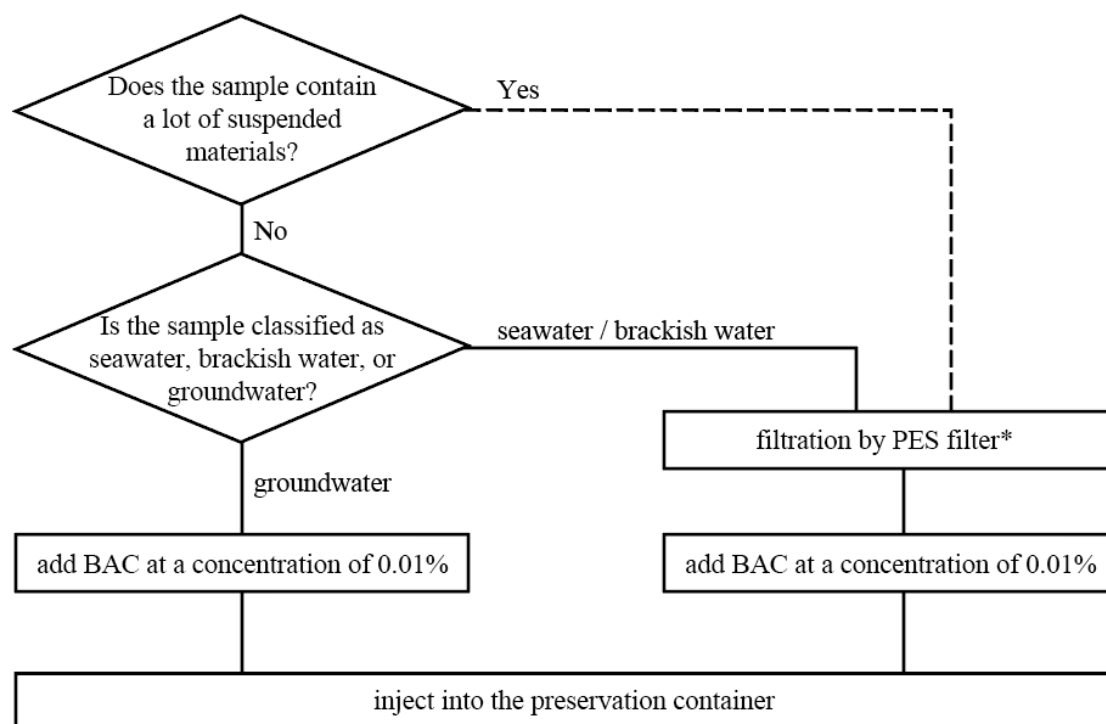 Does the sample contain
a lot of suspended
materials?
Yes
No
Is the sample classified as
seawater, brackish water, or
groundwater?
seawater / brackish water
filtration by PES filter*
groundwater
add BAC at a concentration of 0.01%
add BAC at a concentration of 0.01%
inject into the preservation container